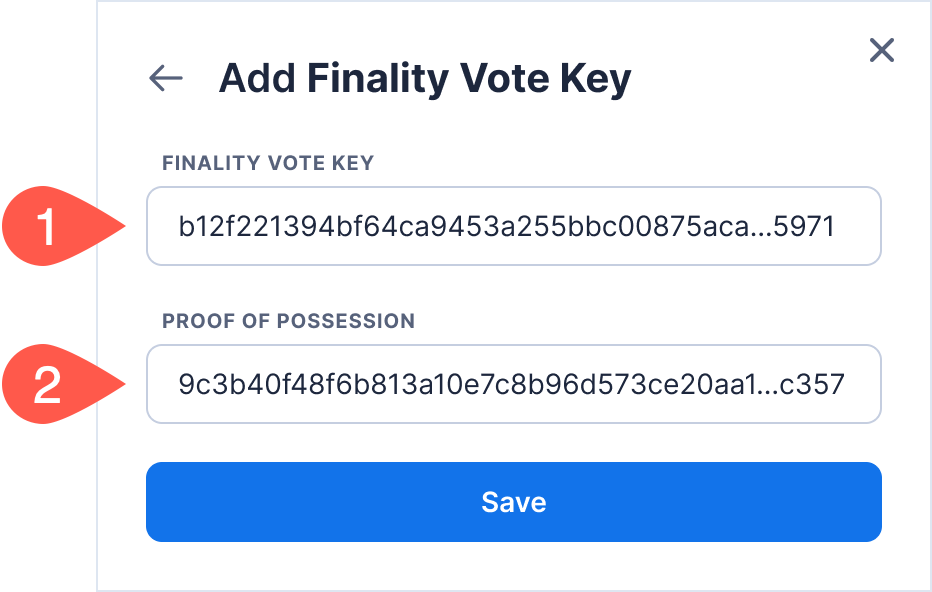 Add Finality Vote Key
FINALITY VOTE KEY
1
b12f221394bf64ca9453a255bbc00875aca...5971
PROOF OF POSSESSION
2
9c3b40f48f6b813a10e7c8b96d573ce20aa1...c357
Save